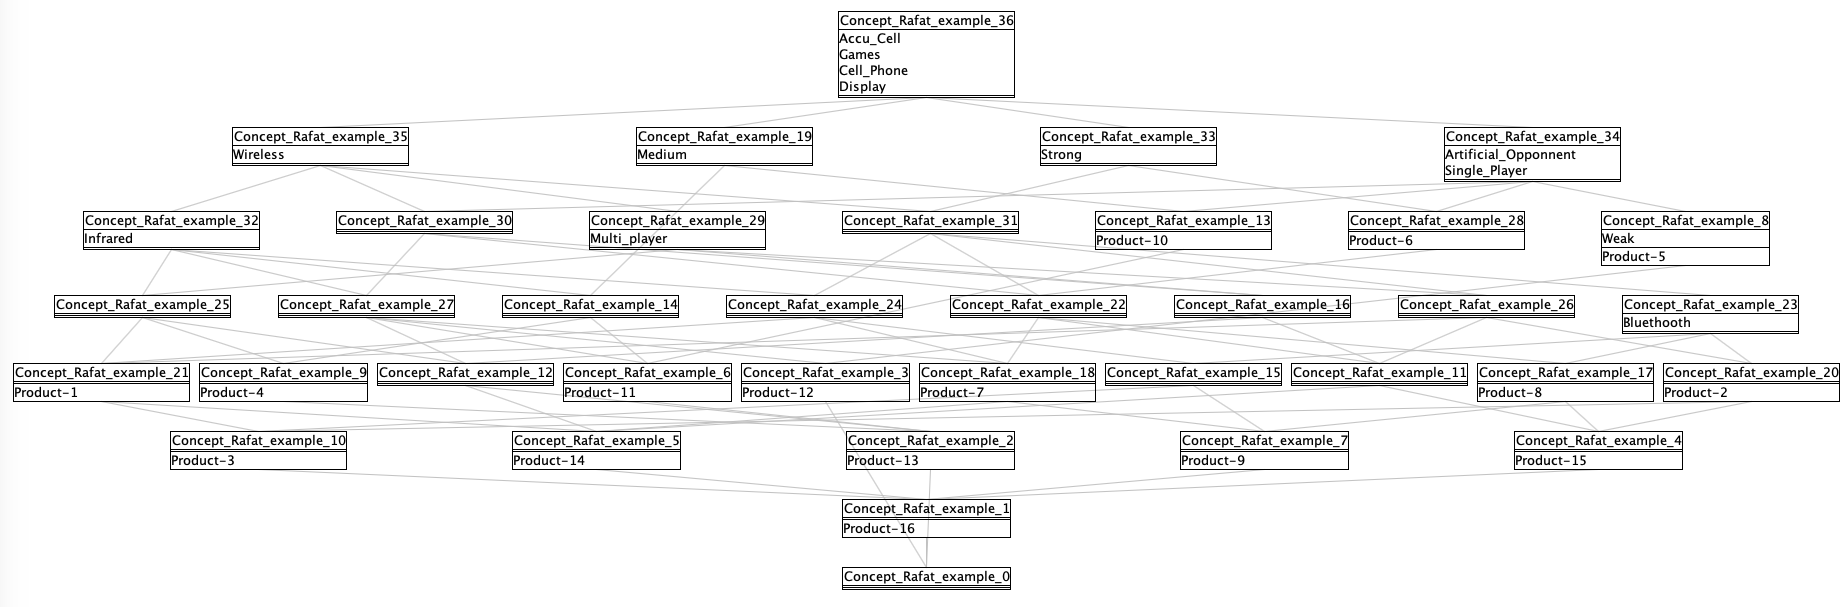 Concept_Rafat_example_36
Accu_Cell
Games
Cell_Phone
Display
Concept_Rafat_example_35
Wireless
Concept_Rafat_example_19
Medium
Concept_Rafat_example_33
Strong
Concept_Rafat_example_34
Artificial_Opponnent
Single_Player
Concept_Rafat_example_32
Infrared
Concept_Rafat_example_30
Concept_Rafat_example_29
Multi_player
Concept_Rafat_example_31
Concept_Rafat_example_13
Product-10
Concept_Rafat_example_28
Product-6
Concept_Rafat_example_8
Weak
Product-5
Concept_Rafat_example_25
Concept_Rafat_example_27
Concept_Rafat_example_14
Concept_Rafat_example_24
Concept_Rafat_example_22
Concept_Rafat_example_16
Concept_Rafat_example_26
Concept_Rafat_example_23
Bluethooth
Concept_Rafat_example_21
Product-1
Concept_Rafat_example_9
Product-4
Concept_Rafat_example_12
Concept_Rafat_example_6
Product-11
Concept_Rafat_example_3
Product-12
Concept_Rafat_example_18
Product-7
Concept_Rafat_example_15
Concept_Rafat_example_11
Concept_Rafat_example_17
Product-8
Concept_Rafat_example_20
Product-2
Concept_Rafat_example_10
Product-3
Concept_Rafat_example_5
Product-14
Concept_Rafat_example_2
Product-13
Concept_Rafat_example_7
Product-9
Concept_Rafat_example_4
Product-15
Concept_Rafat_example_1
Product-16
Concept_Rafat_example_0